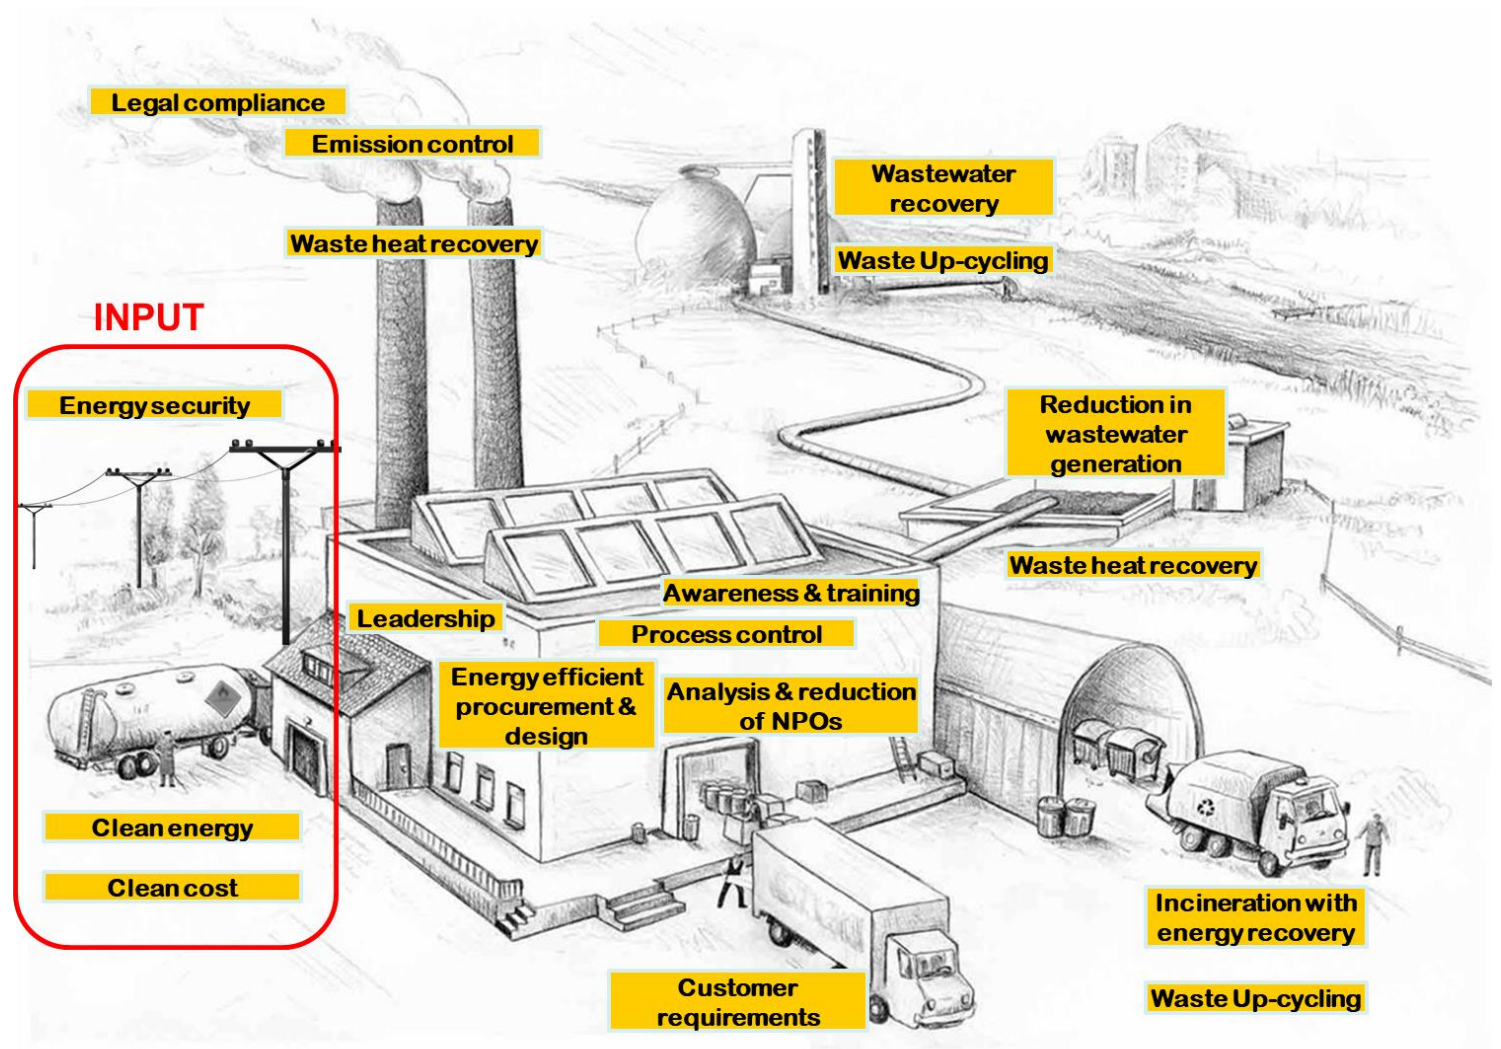 Legal compliance
Emission control
Wastewater
recovery
Waste heat recovery
Waste Up-cycling
INPUT
Energy security
Reduction in
wastewater
generation
Waste heat recovery
Awareness & training
Leadership
Process control
Energy efficient
procurement &
design
Analysis & reduction
of NPOs
Clean energy
Clean cost
Incineration with
energy recovery
Customer
requirements
Waste Up-cycling